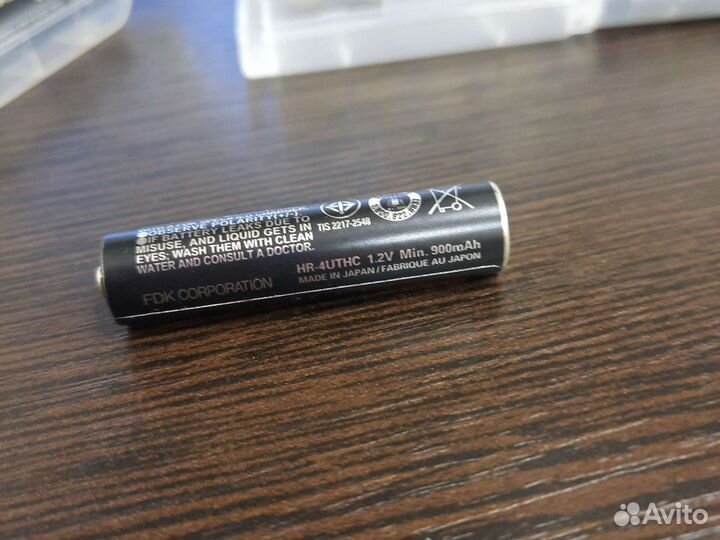 OBSERVE POLARITY(+/-)
IF BATTERY LEAKS DUE TO
MISUSE, AND LIQUID GETS IN
EYES; WASH THEM WITH CLEAN
WATER AND CONSULT A DOCTOR.
FDK CORPORATION
TIS 2217-2548
HR-4UTHC 1.2V Min. 900mAh
MADE IN JAPAN / FABRIQUÉ AU JAPON
Avito